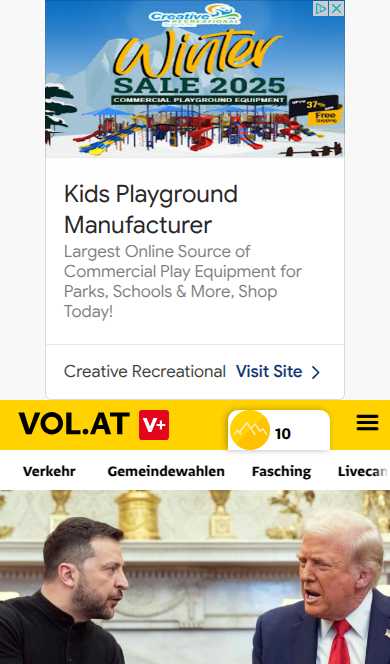 Creative
RECREATIONAL
Winter
SALE 2025
COMMERCIAL PLAYGROUND EQUIPMENT
37%
Free
Shipping
Kids Playground
Manufacturer
Largest Online Source of
Commercial Play Equipment for
Parks, Schools & More, Shop
Today!
Creative Recreational Visit Site
VOL.AT V+
10
Verkehr Gemeindewahlen Fasching Livecam